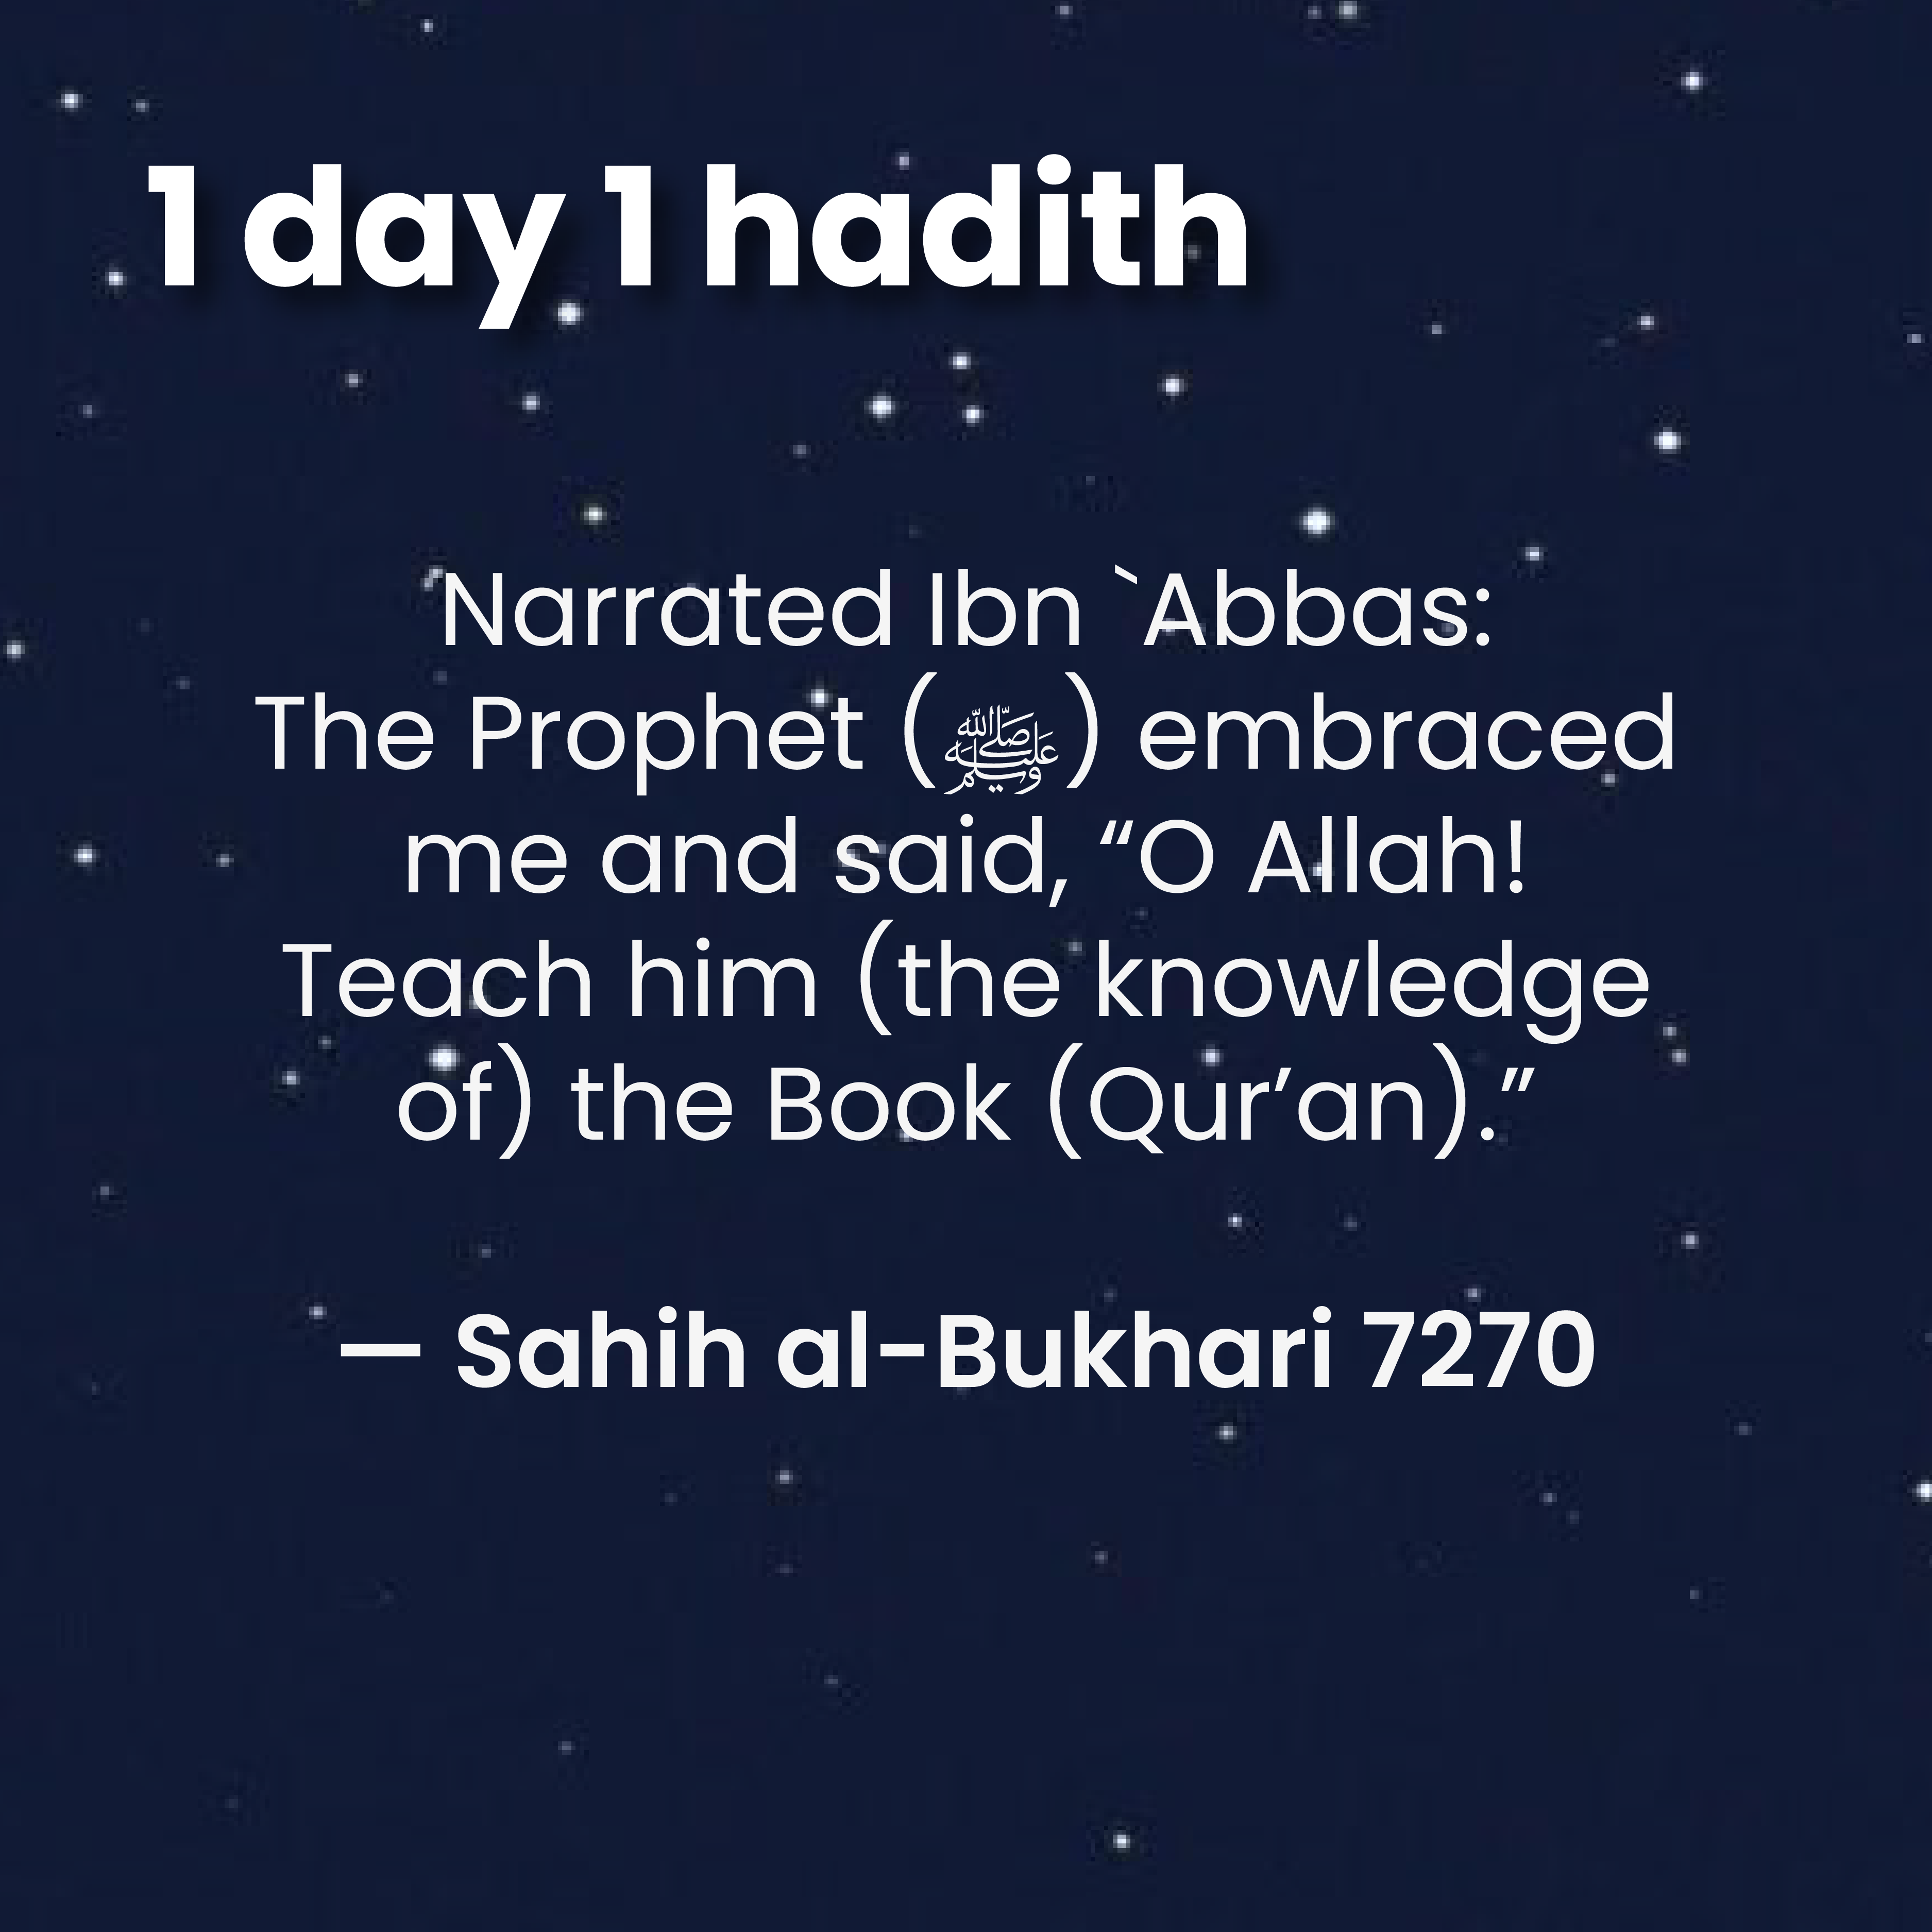 1 day 1 hadith
Narrated Ibn `Abbas:
The Prophet (ﷺ) embraced
me and said, “O Allah!
Teach him (the knowledge
of) the Book (Qur’an).”
— Sahih al-Bukhari 7270